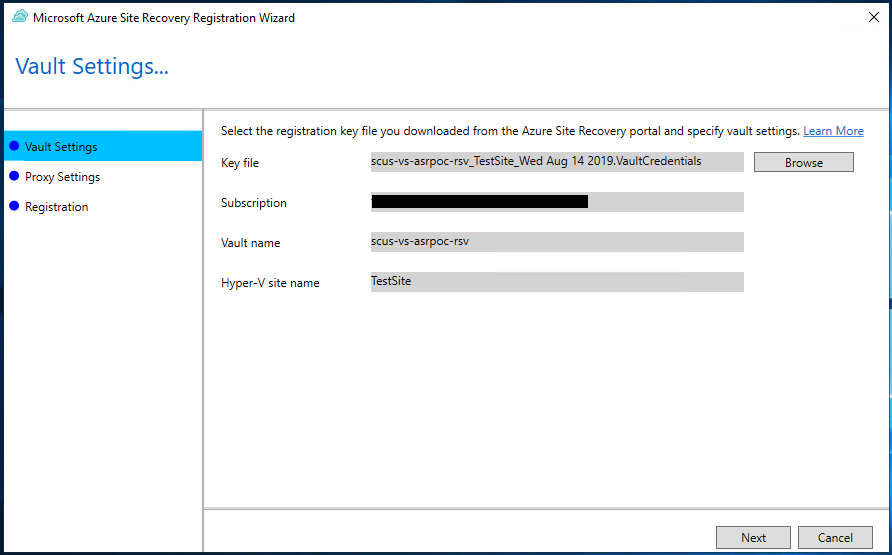 Microsoft Azure Site Recovery Registration Wizard
Vault Settings...
Vault Settings
Proxy Settings
Registration
Select the registration key file you downloaded from the Azure Site Recovery portal and specify vault settings. Learn More
Key file scus-vs-asrpoc-rsv_TestSite_Wed Aug 14 2019.VaultCredentials Browse
Subscription
Vault name scus-vs-asrpoc-rsv
Hyper-V site name TestSite
Next Cancel